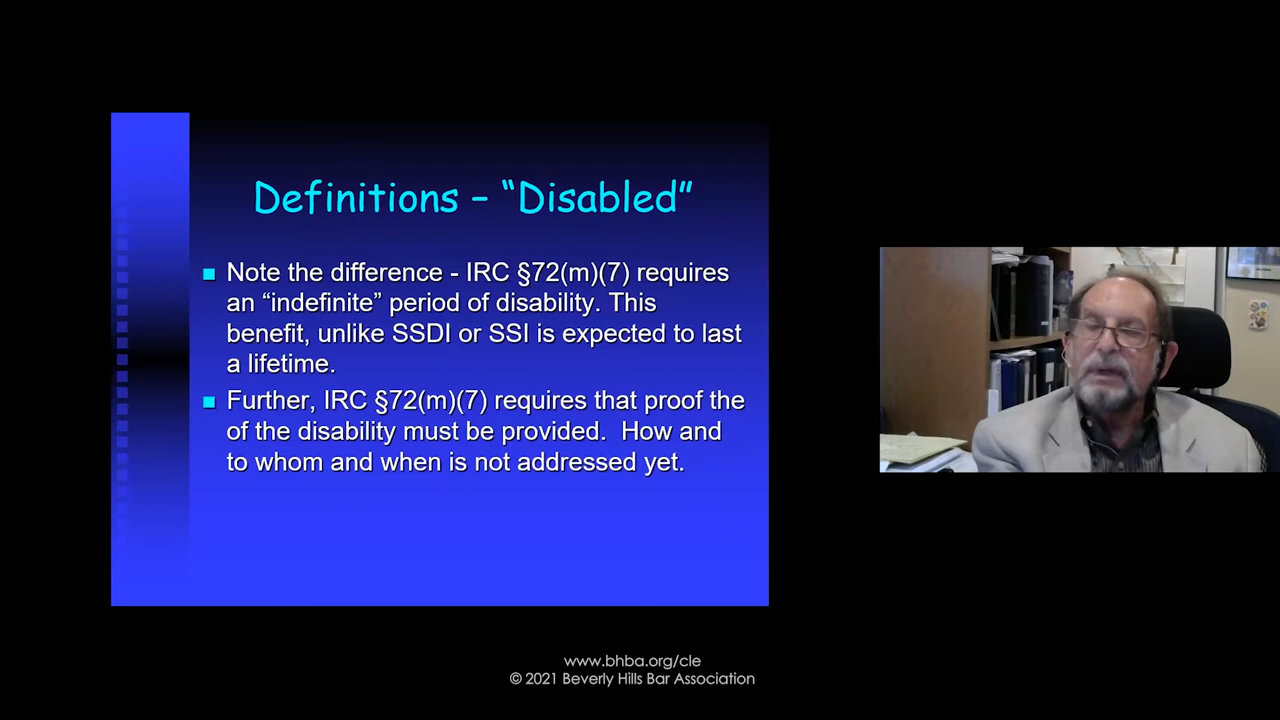 Definitions – “Disabled”
Note the difference - IRC §72(m)(7) requires
an “indefinite” period of disability. This
benefit, unlike SSDI or SSI is expected to last
a lifetime.
Further, IRC §72(m)(7) requires that proof the
of the disability must be provided.  How and
to whom and when is not addressed yet.
www.bhba.org/cle
© 2021 Beverly Hills Bar Association